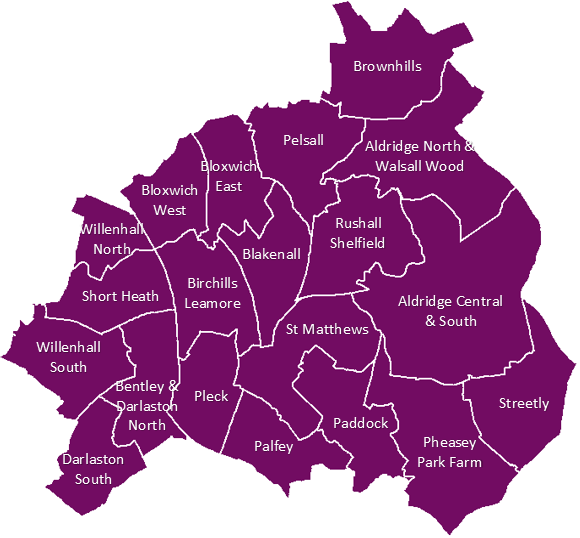 Brownhills
Pelsall
Aldridge North &
Walsall Wood
Bloxwich
East
Bloxwich
West
Rushall
Shelfield
Willenhall
North
Blakenall
Birchills
Leamore
Short Heath
Aldridge Central
& South
St Matthews
Willenhall
South
Bentley &
Darlaston
North
Pleck
Streetly
Paddock
Palfey
Pheasey
Park Farm
Darlaston
South